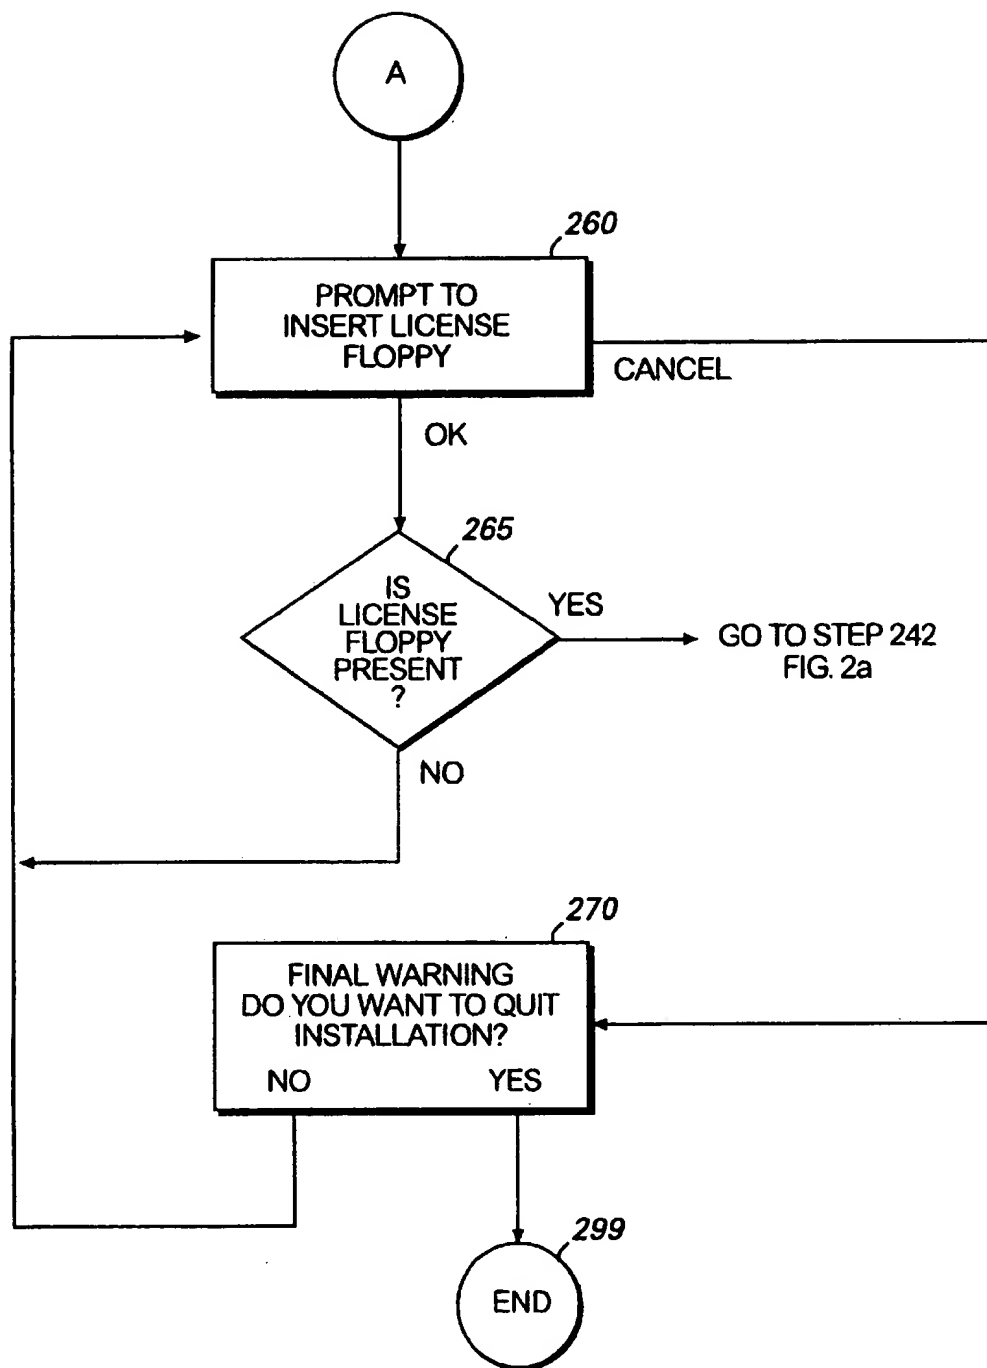 A
260
PROMPT TO
INSERT LICENSE
FLOPPY
CANCEL
OK
265
IS
LICENSE
FLOPPY
PRESENT
?
YES
GO TO STEP 242
FIG. 2a
NO
270
FINAL WARNING
DO YOU WANT TO QUIT
INSTALLATION?
NO YES
299
END